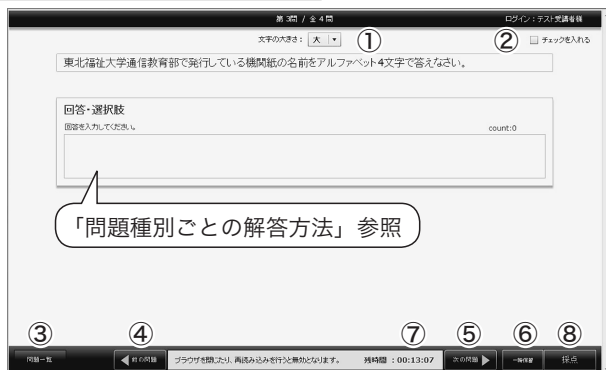 第 3問 / 全 4 問 ログイン：テスト受講者様
文字の大きさ： 大 ▼ ① ② チェックを入れる
東北福祉大学通信教育部で発行している機関紙の名前をアルファベット4文字で答えなさい。
回答・選択肢
回答を入力してください。 count:0
「問題種別ごとの解答方法」参照
③ ④ ⑦ ⑤ ⑥ ⑧
問題一覧 ◀ 前の問題 ブラウザを閉じたり、再読み込みを行うと無効となります。 残時間 ：00:13:07 次の問題 ▶ 一時保留 採点